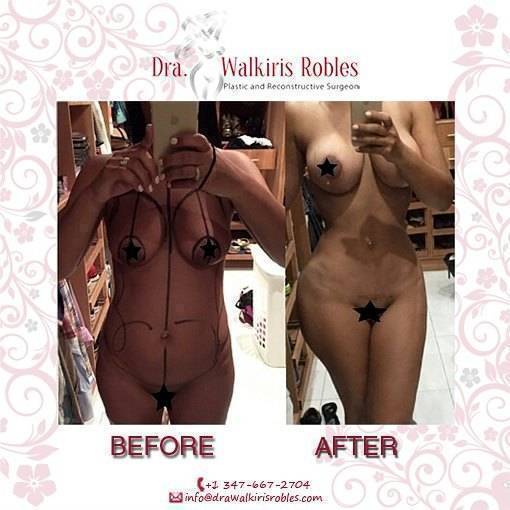 Dra. Walkiris Robles
Plastic and Reconstructive Surgeon
BEFORE AFTER
+1 347-667-2704
info@drawalkirisrobles.com